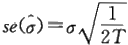 se(σ̂) = σ√(1/2T)